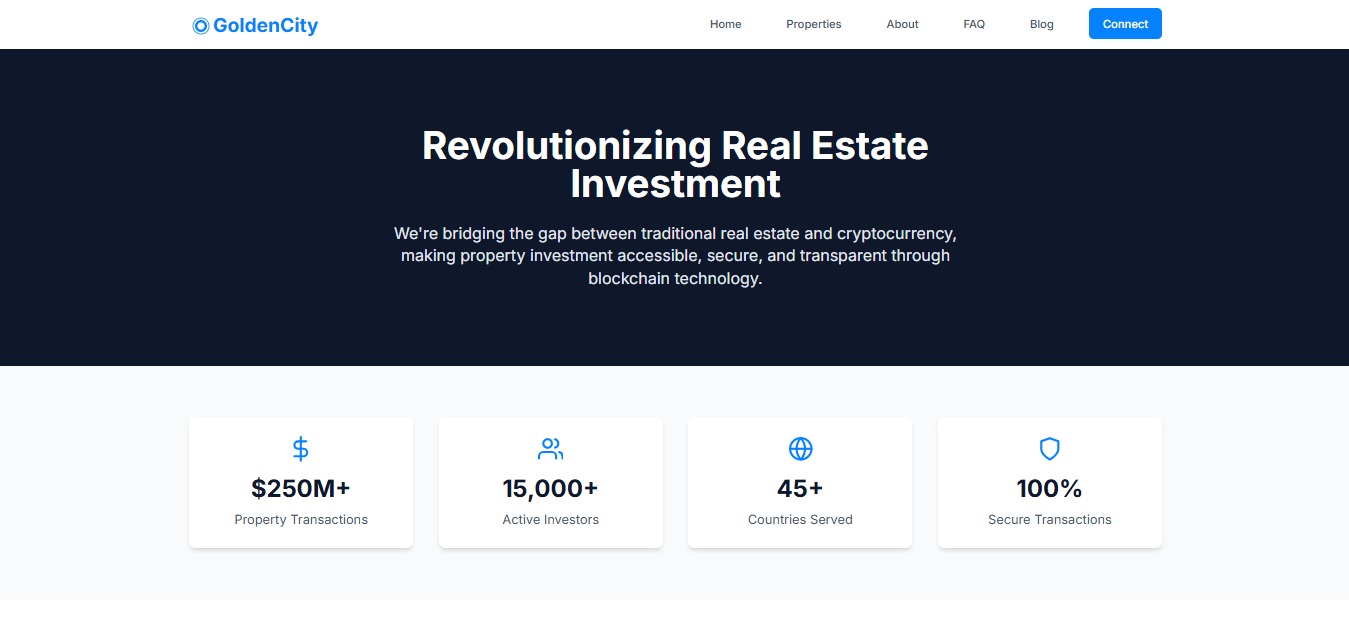 GoldenCity
Home Properties About FAQ Blog Connect
Revolutionizing Real Estate
Investment
We're bridging the gap between traditional real estate and cryptocurrency,
making property investment accessible, secure, and transparent through
blockchain technology.
$250M+ 15,000+ 45+ 100%
Property Transactions Active Investors Countries Served Secure Transactions